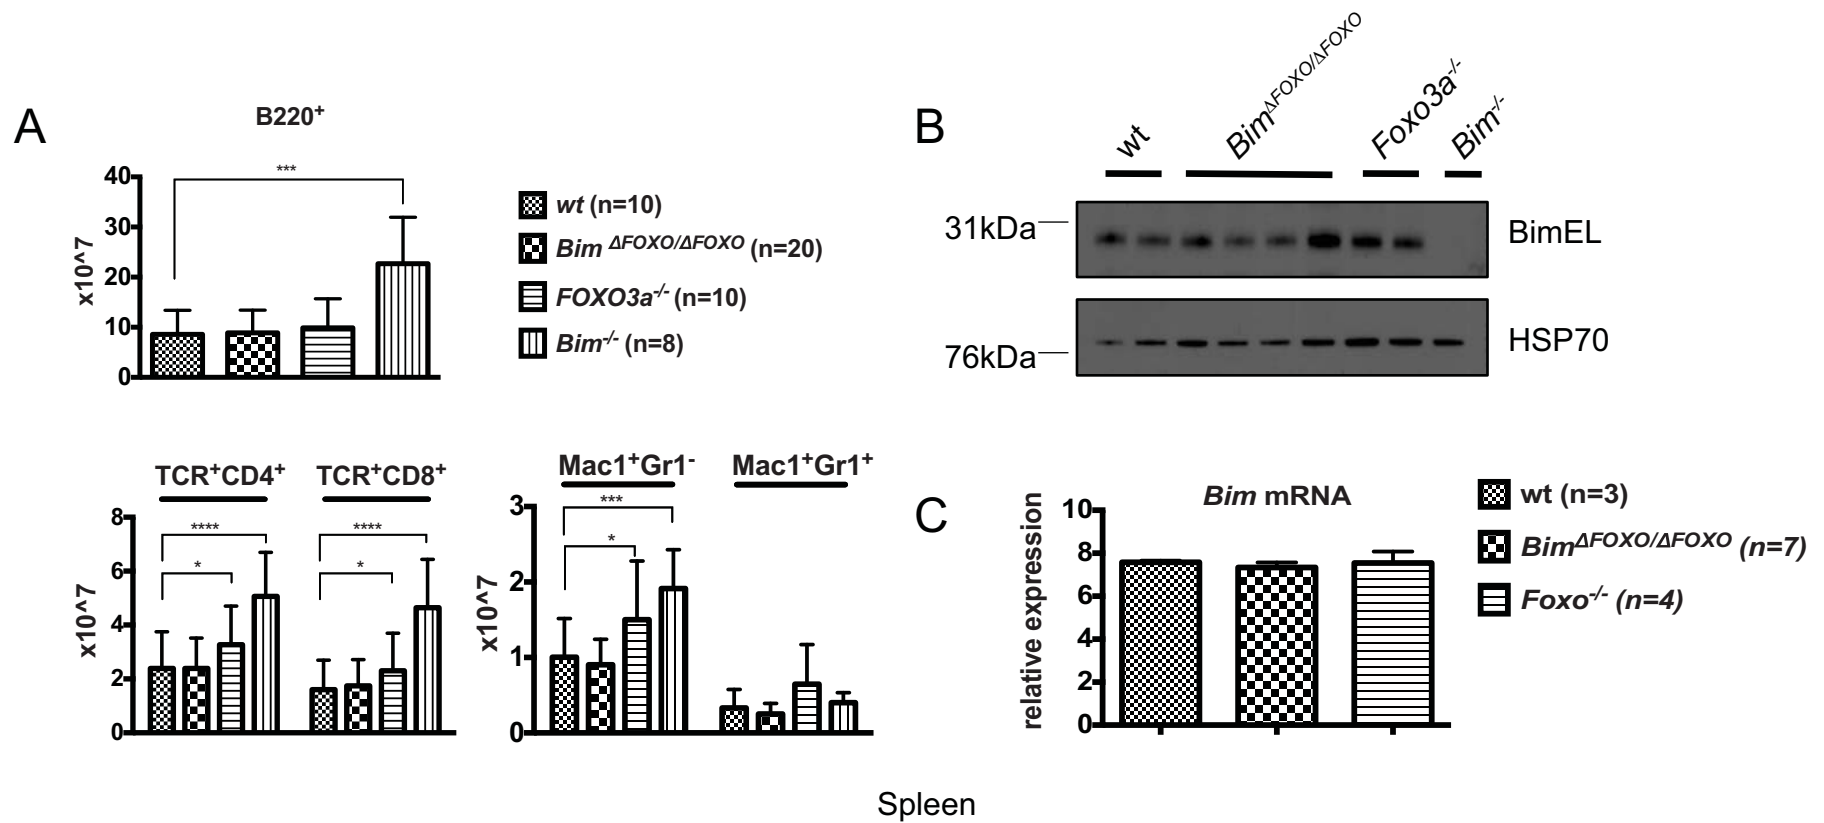 A
B220⁺
***
40
30
20
10
0
x10^7
wt (n=10)
Bim ΔFOXO/ΔFOXO (n=20)
FOXO3a-/- (n=10)
Bim-/- (n=8)
TCR⁺CD4⁺ TCR⁺CD8⁺
8
6
4
2
0
x10^7
****
*
****
*
Mac1⁺Gr1⁻ Mac1⁺Gr1⁺
3
2
1
0
x10^7
***
*
B
wt
BimΔFOXO/ΔFOXO
Foxo3a-/-
Bim-/-
31kDa
BimEL
76kDa
HSP70
C
Bim mRNA
10
8
6
4
2
0
relative expression
wt (n=3)
BimΔFOXO/ΔFOXO (n=7)
Foxo-/- (n=4)
Spleen